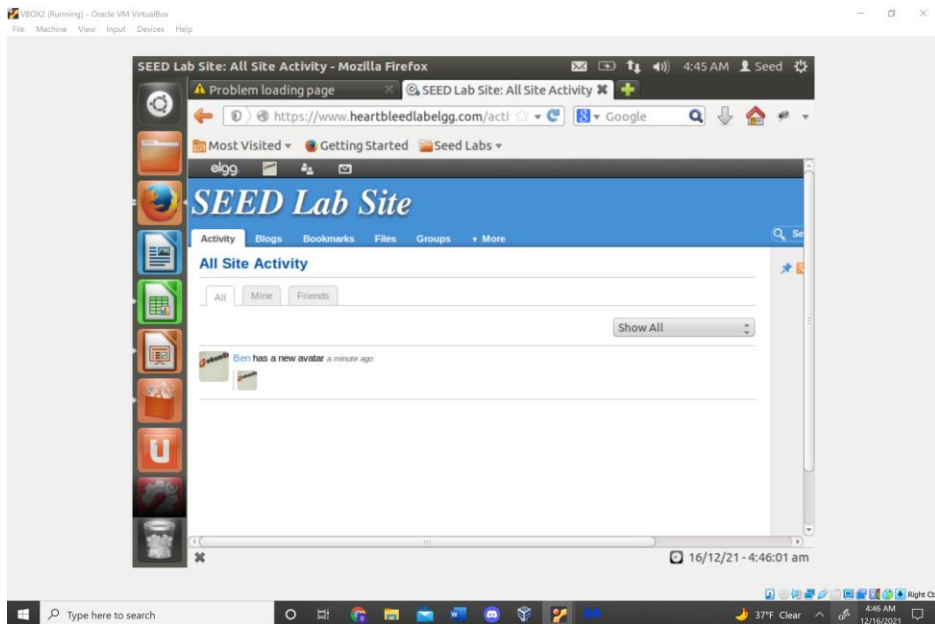 VBOX2 [Running] - Oracle VM VirtualBox
File Machine View Input Devices Help
SEED Lab Site: All Site Activity - Mozilla Firefox 4:45 AM Seed
Problem loading page SEED Lab Site: All Site Activity
https://www.heartbleedlabelgg.com/acti Google
Most Visited Getting Started Seed Labs
elgg
SEED Lab Site
Activity Blogs Bookmarks Files Groups More Se
All Site Activity
All Mine Friends
Show All
Ben has a new avatar a minute ago
16/12/21 - 4:46:01 am
Right Ct
Type here to search 37°F Clear 4:46 AM
12/16/2021